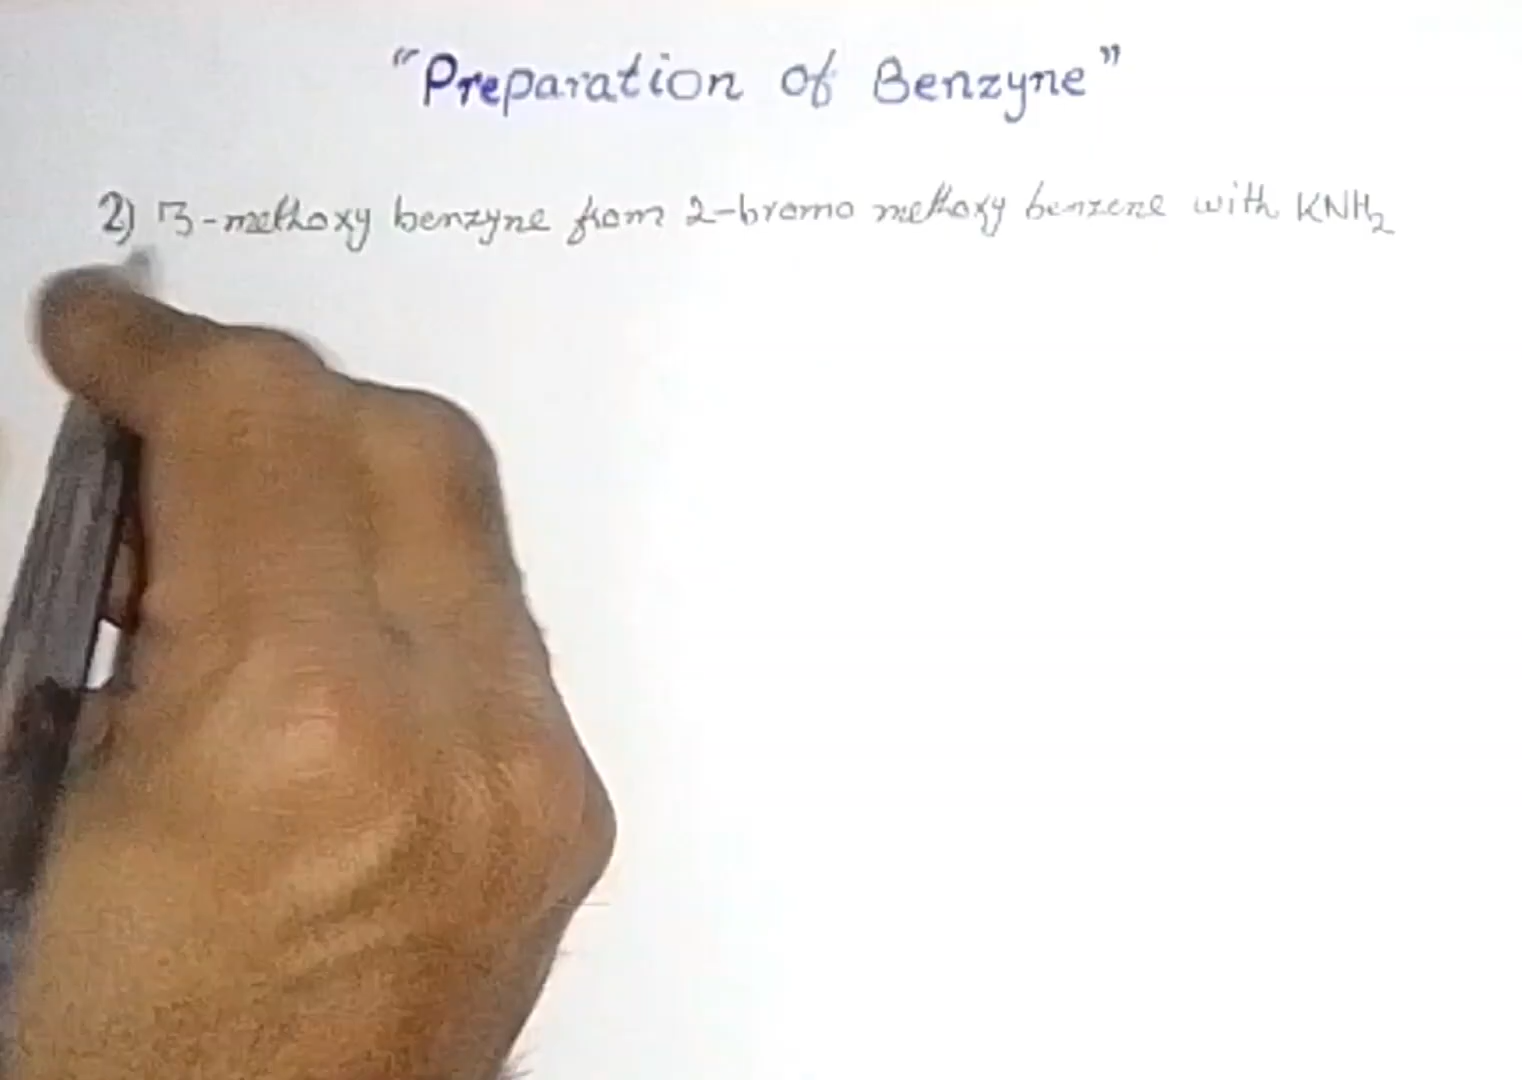 "Preparation of Benzyne"
2) 3-methoxy benzyne from 2-bromo methoxy benzene with KNH₂